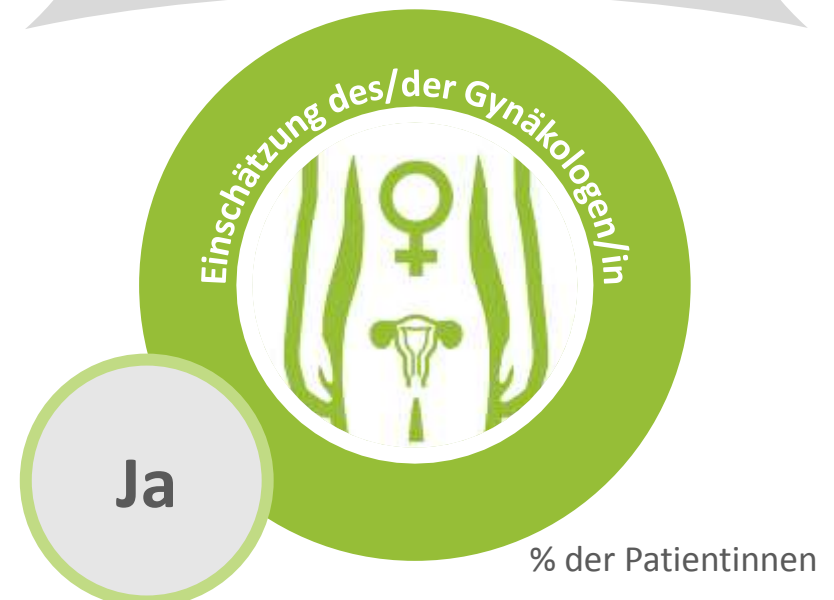 Einschätzung des/der Gynäkologen/in
Ja
% der Patientinnen